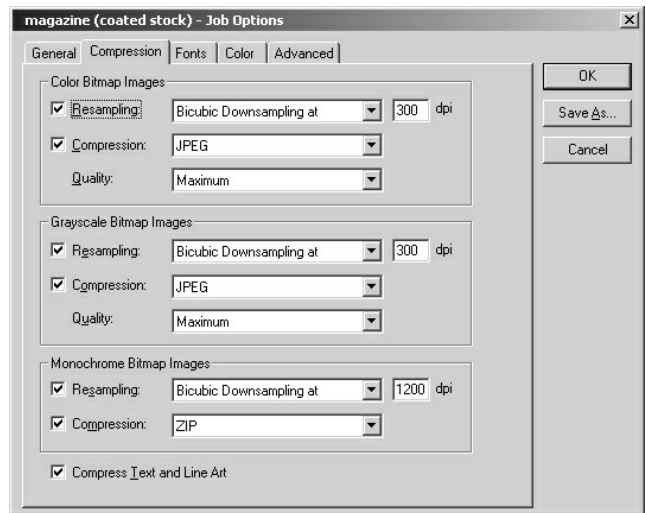 magazine (coated stock) - Job Options
General Compression Fonts Color Advanced
OK
Save As...
Cancel
Color Bitmap Images
Resampling: Bicubic Downsampling at 300 dpi
Compression: JPEG
Quality: Maximum
Grayscale Bitmap Images
Resampling: Bicubic Downsampling at 300 dpi
Compression: JPEG
Quality: Maximum
Monochrome Bitmap Images
Resampling: Bicubic Downsampling at 1200 dpi
Compression: ZIP
Compress Text and Line Art